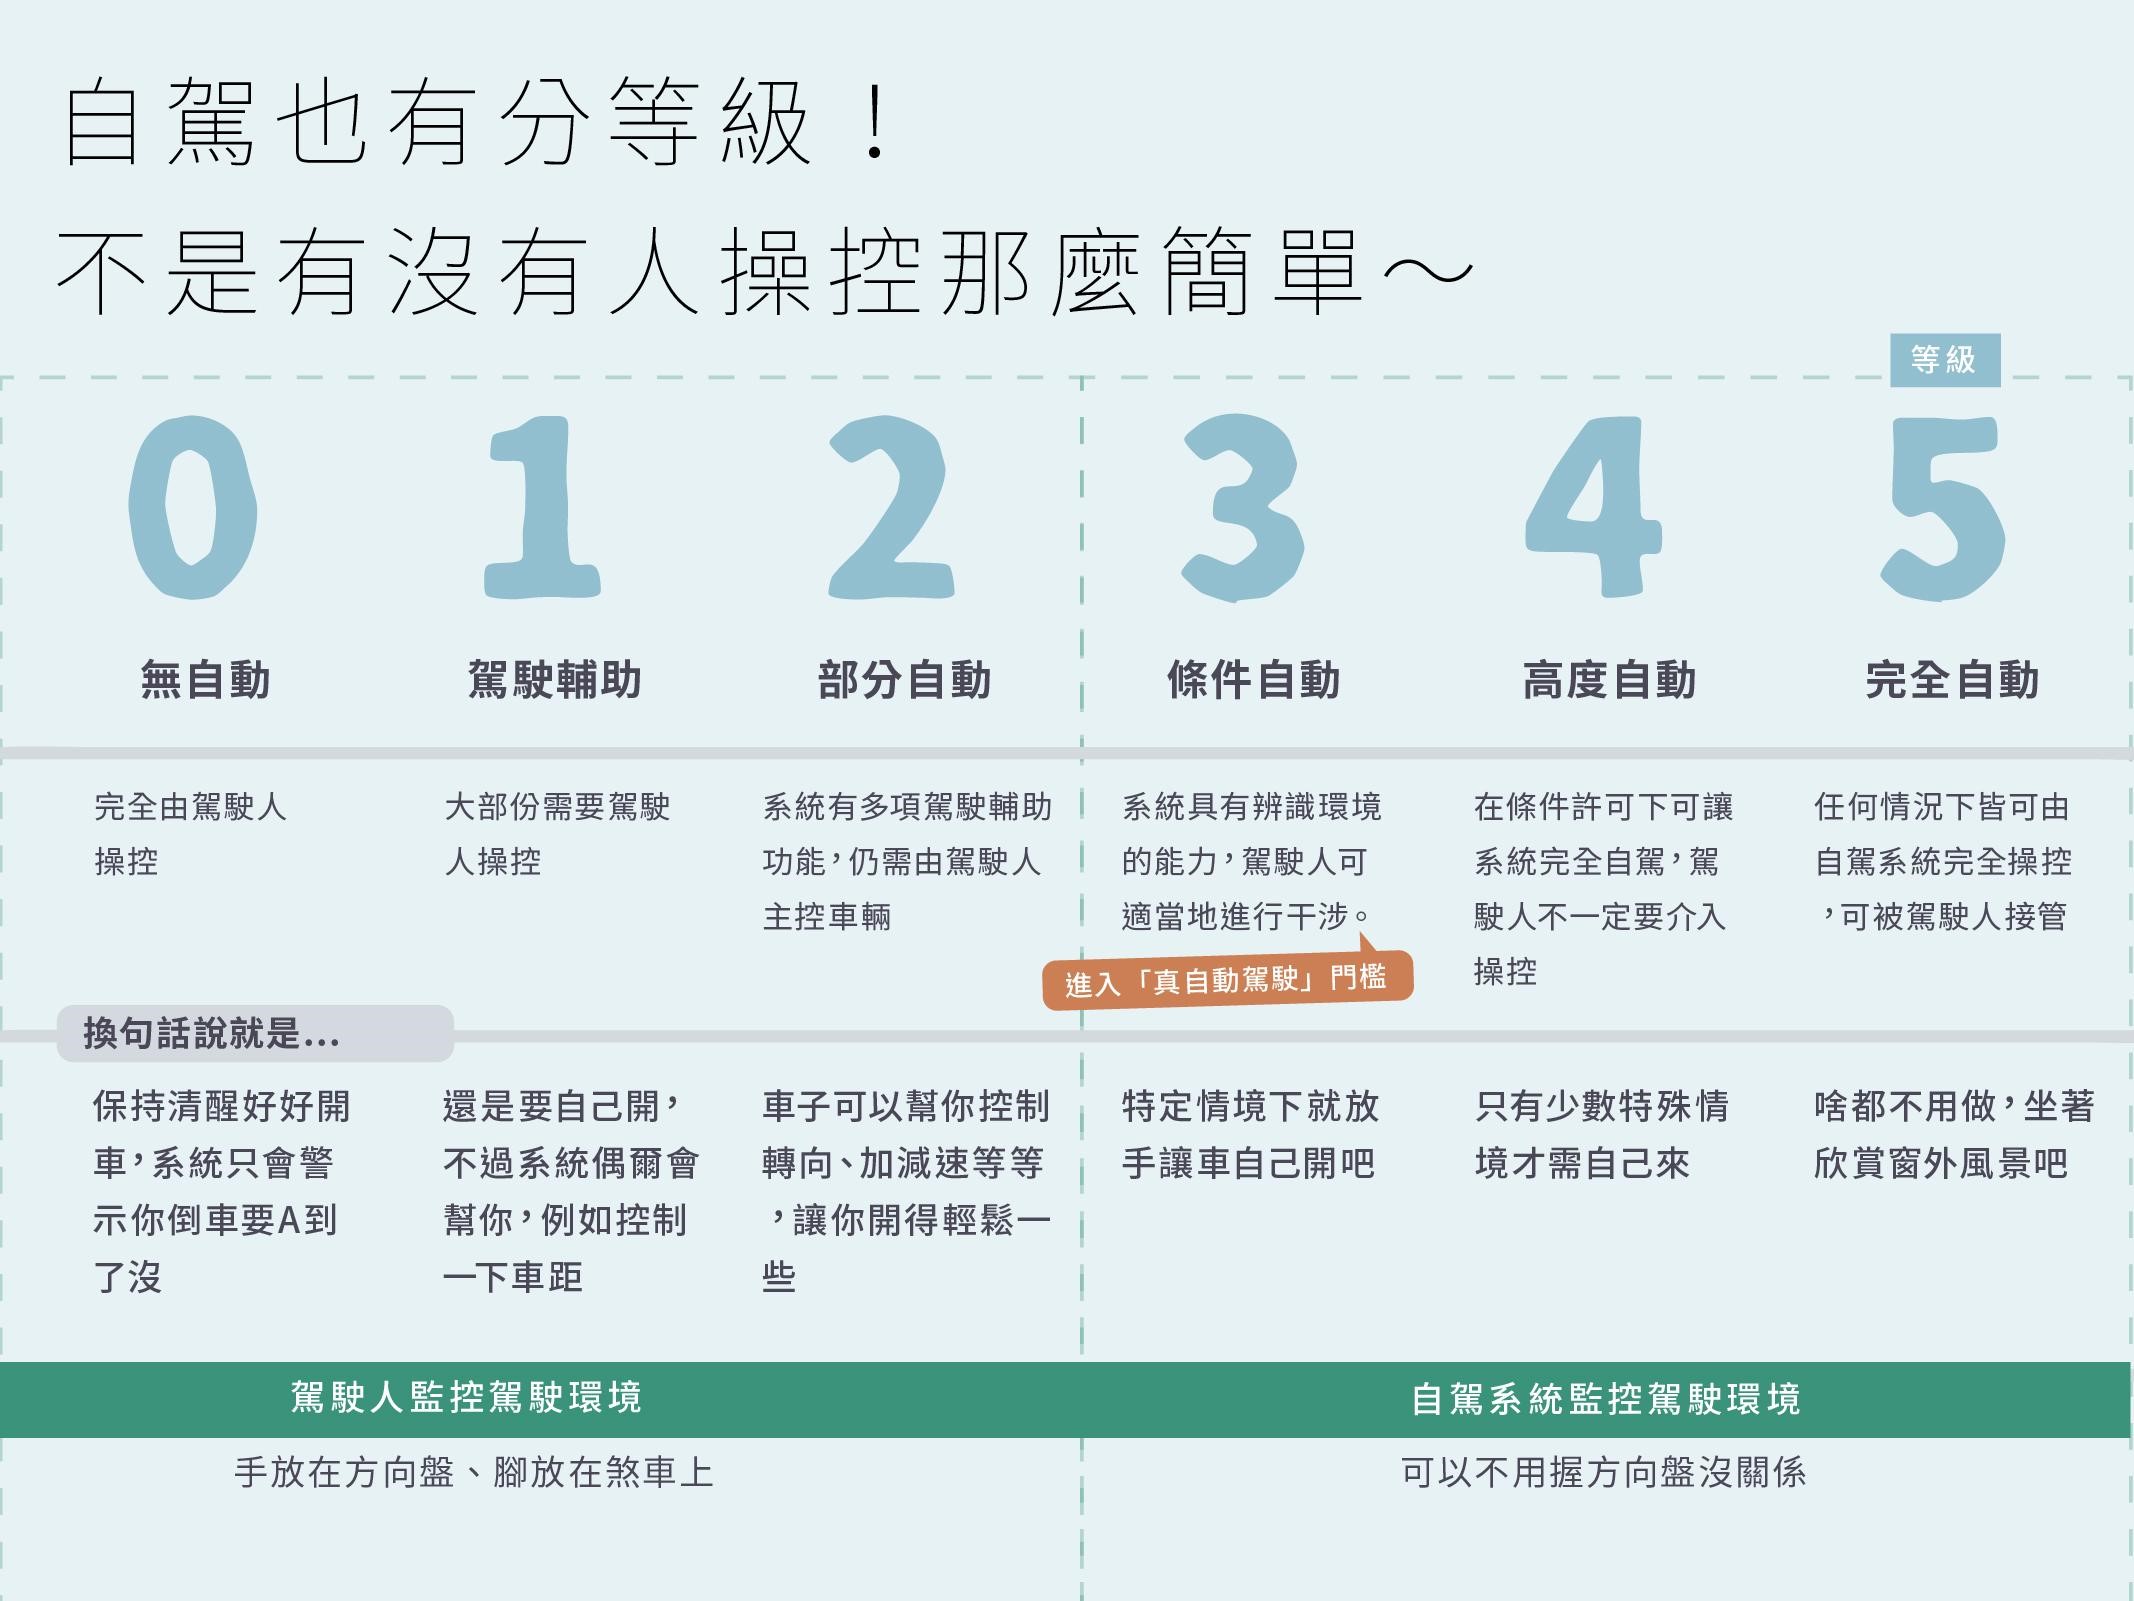 自駕也有分等級！
不是有沒有人操控那麼簡單～
等級
0
無自動
1
駕駛輔助
2
部分自動
3
條件自動
4
高度自動
5
完全自動
完全由駕駛人
操控
大部份需要駕駛
人操控
系統有多項駕駛輔助
功能，仍需由駕駛人
主控車輛
系統具有辨識環境
的能力，駕駛人可
適當地進行干涉。
進入「真自動駕駛」門檻
在條件許可下可讓
系統完全自駕，駕
駛人不一定要介入
操控
任何情況下皆可由
自駕系統完全操控
，可被駕駛人接管
換句話說就是...
保持清醒好好開
車，系統只會警
示你倒車要A到
了沒
還是要自己開，
不過系統偶爾會
幫你，例如控制
一下車距
車子可以幫你控制
轉向、加減速等等
，讓你開得輕鬆一
些
特定情境下就放
手讓車自己開吧
只有少數特殊情
境才需自己來
啥都不用做，坐著
欣賞窗外風景吧
駕駛人監控駕駛環境
自駕系統監控駕駛環境
手放在方向盤、腳放在煞車上
可以不用握方向盤沒關係